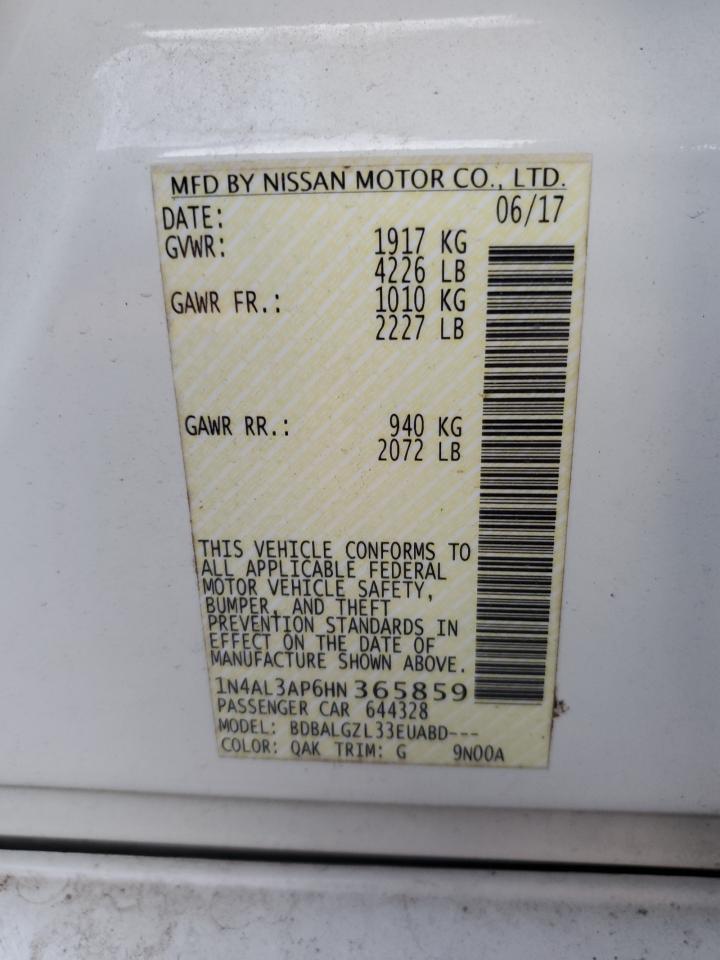 MFD BY NISSAN MOTOR CO., LTD.
DATE: 06/17
GVWR: 1917 KG
4226 LB
GAWR FR.: 1010 KG
2227 LB
GAWR RR.: 940 KG
2072 LB
THIS VEHICLE CONFORMS TO
ALL APPLICABLE FEDERAL
MOTOR VEHICLE SAFETY,
BUMPER, AND THEFT
PREVENTION STANDARDS IN
EFFECT ON THE DATE OF
MANUFACTURE SHOWN ABOVE.
1N4AL3AP6HN365859
PASSENGER CAR 644328
MODEL: BDBALGZL33EUABD---
COLOR: QAK TRIM: G 9N00A